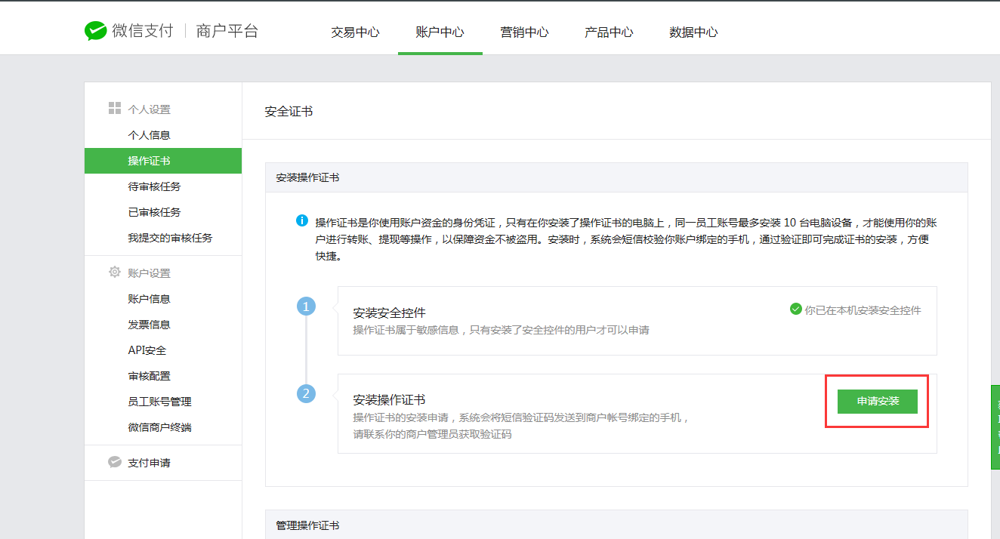 微信支付 | 商户平台
交易中心 账户中心 营销中心 产品中心 数据中心
个人设置
个人信息
操作证书
待审核任务
已审核任务
我提交的审核任务
账户设置
账户信息
发票信息
API安全
审核配置
员工账号管理
微信商户终端
支付申请
安全证书
安装操作证书
操作证书是你使用账户资金的身份凭证，只有在你安装了操作证书的电脑上，同一员工账号最多安装 10 台电脑设备，才能使用你的账
户进行转账、提现等操作，以保障资金不被盗用。安装时，系统会短信校验你账户绑定的手机，通过验证即可完成证书的安装，方便
快捷。
1
安装安全控件
你已在本机安装安全控件
操作证书属于敏感信息，只有安装了安全控件的用户才可以申请
2
安装操作证书
申请安装
操作证书的安装申请，系统会将短信验证码发送到商户帐号绑定的手机，
请联系你的商户管理员获取验证码
管理操作证书